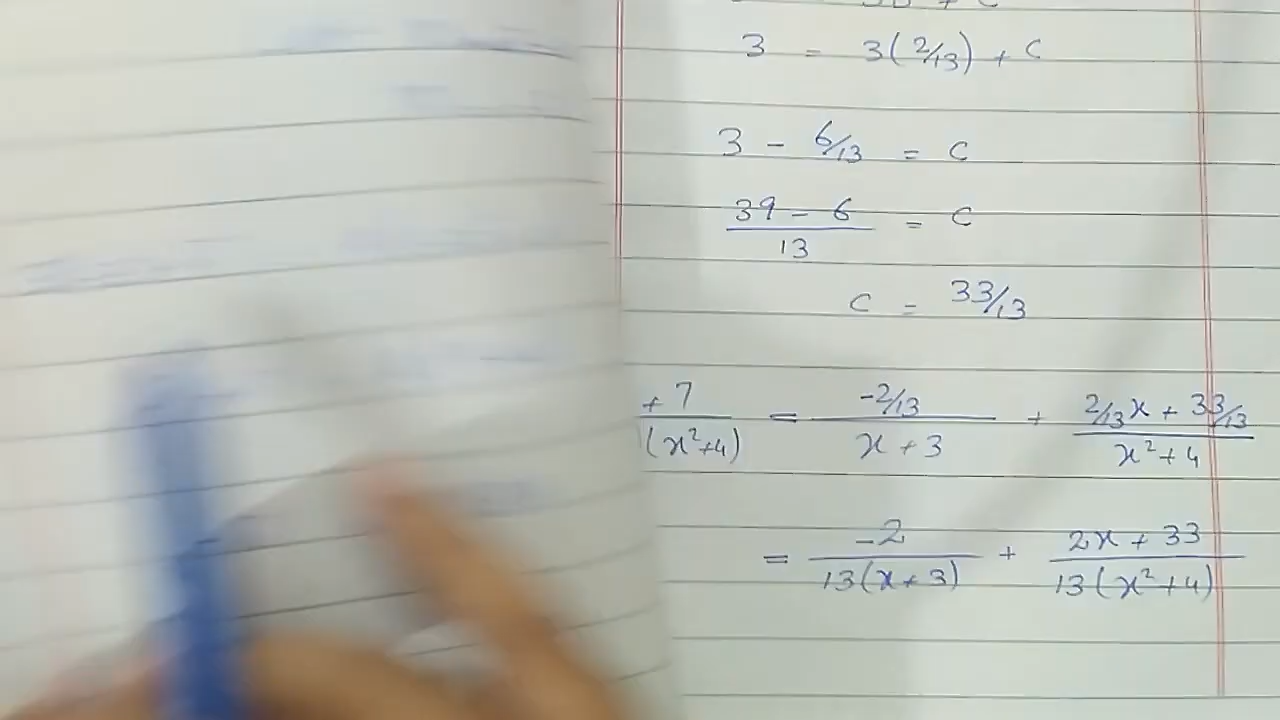 3 = 3(2/13) + C
3 - 6/13 = C
39 - 6 / 13 = C
C = 33/13
+ 7 / (x²+4) = -2/13 / x + 3 + 2/13 x + 33/13 / x² + 4
= -2 / 13(x+3) + 2x + 33 / 13(x²+4)